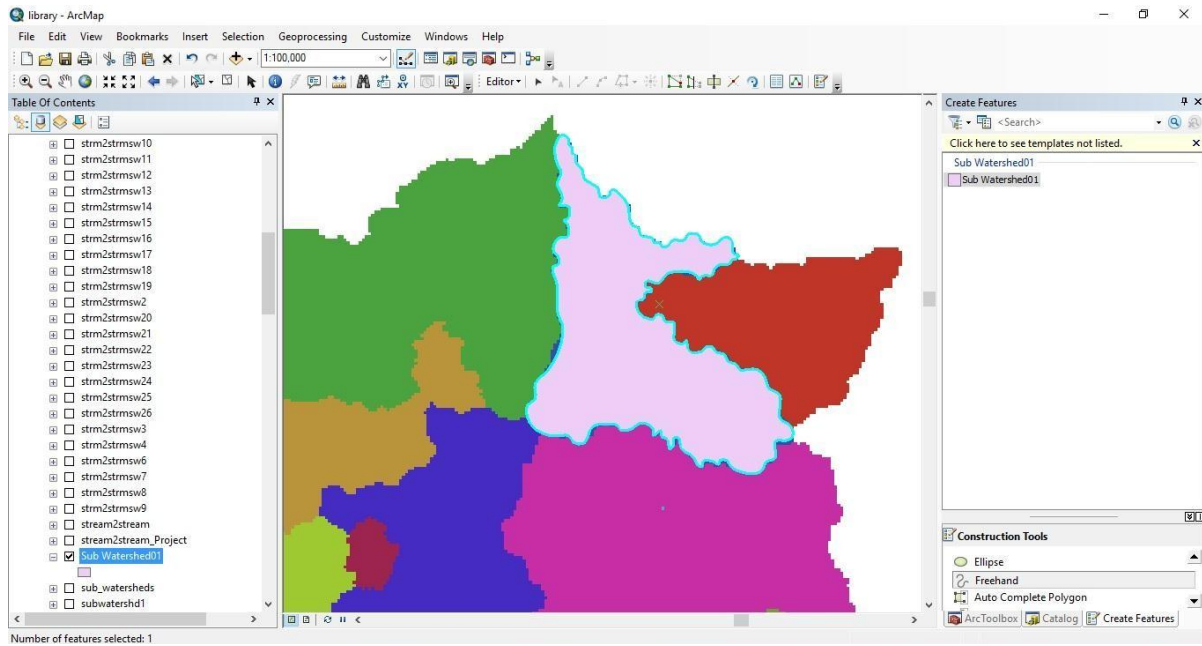 library - ArcMap
File Edit View Bookmarks Insert Selection Geoprocessing Customize Windows Help
1:100,000
Editor
Table Of Contents
strm2strmsw10
strm2strmsw11
strm2strmsw12
strm2strmsw13
strm2strmsw14
strm2strmsw15
strm2strmsw16
strm2strmsw17
strm2strmsw18
strm2strmsw19
strm2strmsw2
strm2strmsw20
strm2strmsw21
strm2strmsw22
strm2strmsw23
strm2strmsw24
strm2strmsw25
strm2strmsw26
strm2strmsw3
strm2strmsw4
strm2strmsw6
strm2strmsw7
strm2strmsw8
strm2strmsw9
stream2stream
stream2stream_Project
Sub Watershed01
sub_watersheds
subwatershd1
Number of features selected: 1
Create Features
<Search>
Click here to see templates not listed.
Sub Watershed01
Sub Watershed01
Construction Tools
Ellipse
Freehand
Auto Complete Polygon
ArcToolbox Catalog Create Features